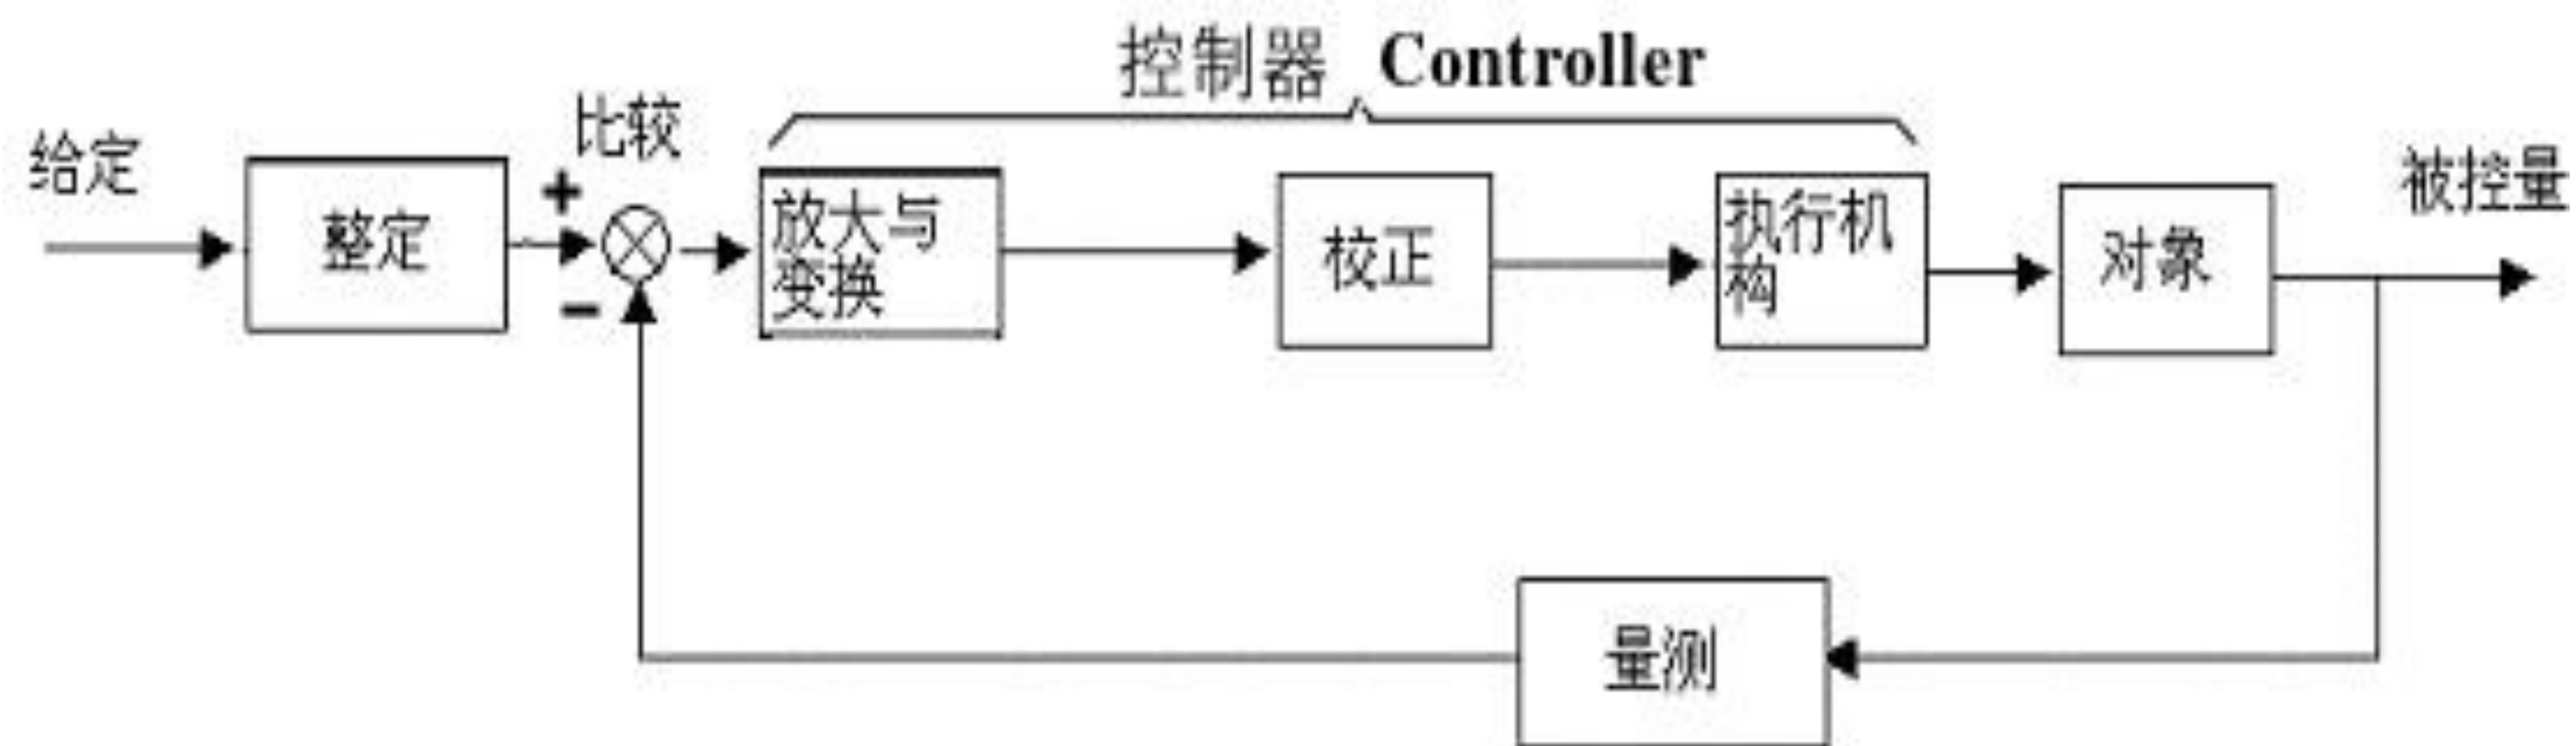 控制器 Controller
给定
整定
+
比较
−
放大与
变换
校正
执行机
构
对象
被控量
量测